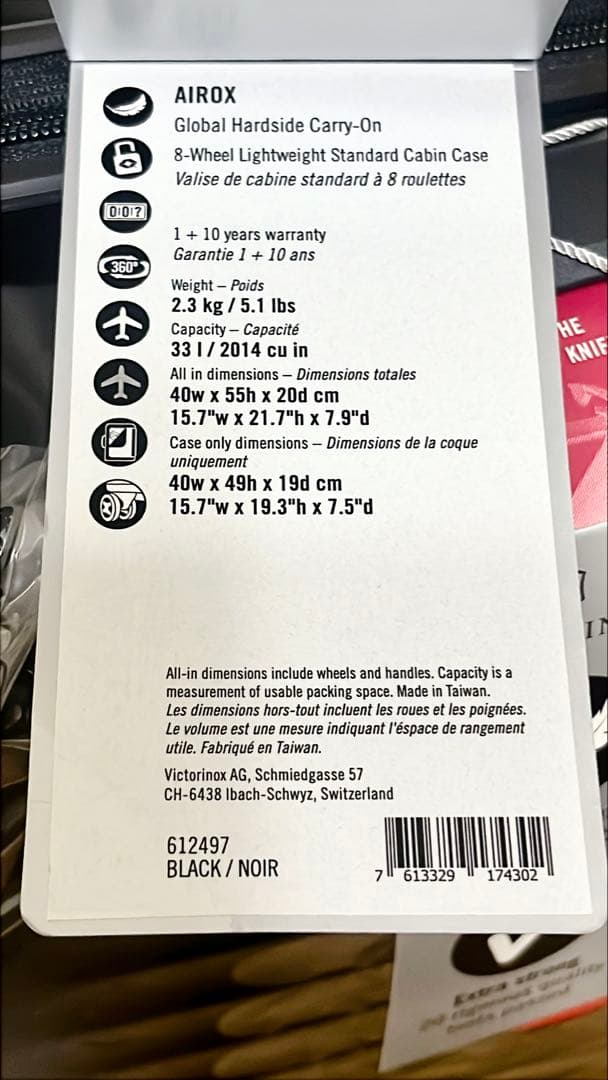 AIROX
Global Hardside Carry-On
8-Wheel Lightweight Standard Cabin Case
Valise de cabine standard à 8 roulettes
1 + 10 years warranty
Garantie 1 + 10 ans
Weight – Poids
2.3 kg / 5.1 lbs
Capacity – Capacité
33 l / 2014 cu in
All in dimensions – Dimensions totales
40w x 55h x 20d cm
15.7"w x 21.7"h x 7.9"d
Case only dimensions – Dimensions de la coque
uniquement
40w x 49h x 19d cm
15.7"w x 19.3"h x 7.5"d
All-in dimensions include wheels and handles. Capacity is a
measurement of usable packing space. Made in Taiwan.
Les dimensions hors-tout incluent les roues et les poignées.
Le volume est une mesure indiquant l'éspace de rangement
utile. Fabriqué en Taiwan.
Victorinox AG, Schmiedgasse 57
CH-6438 Ibach-Schwyz, Switzerland
612497
BLACK / NOIR
7 613329 174302
0|0|?
360°
HE
KNIF
IN
Extra strong